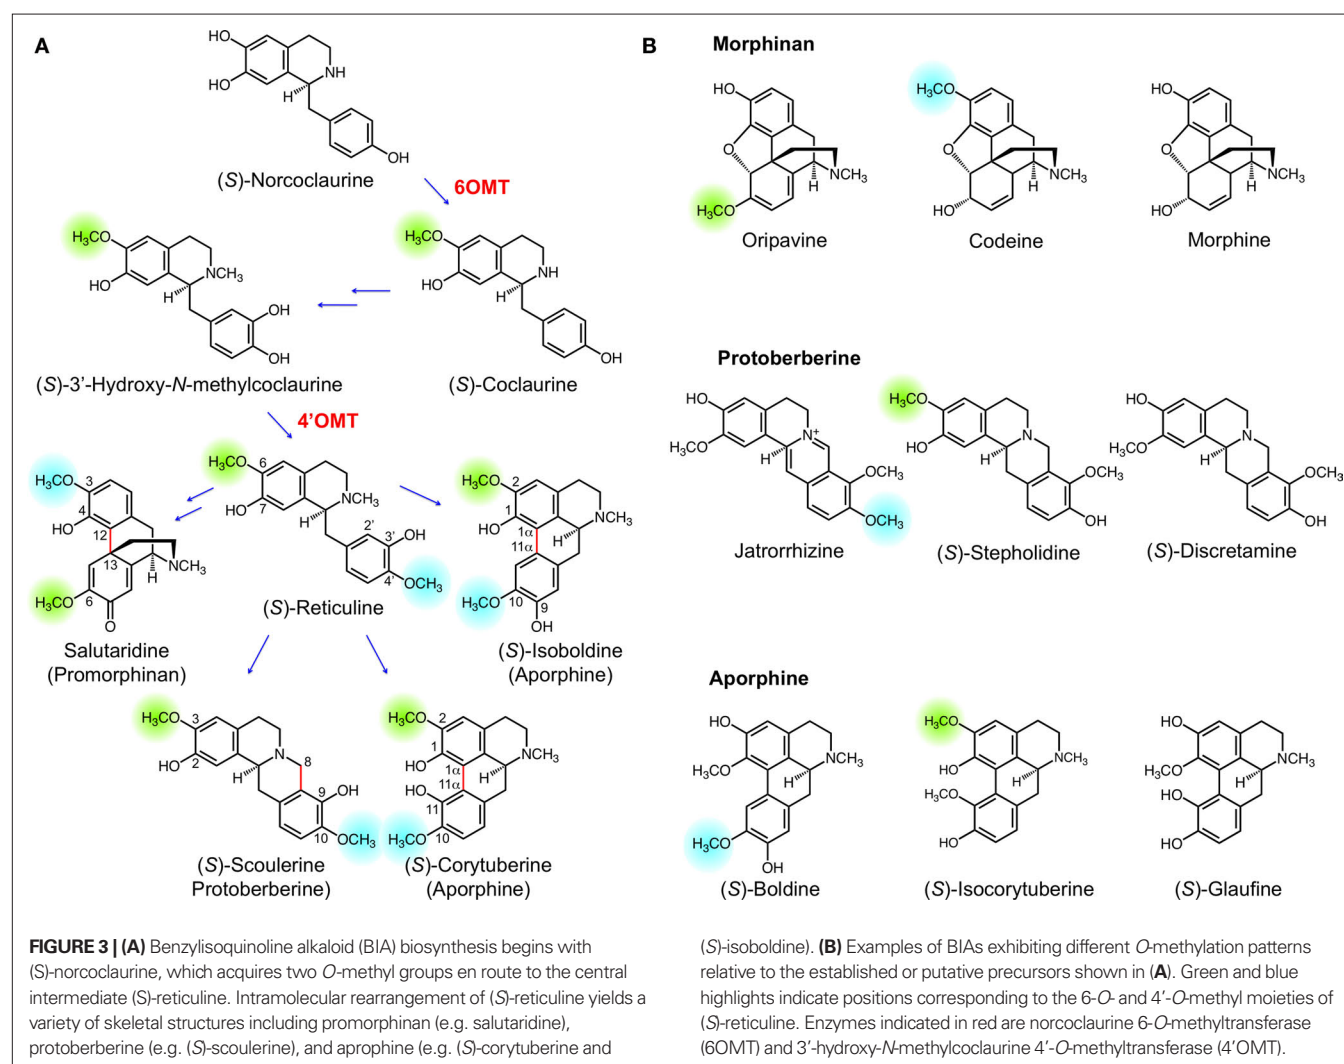 A
HO
HO
NH
H
OH
(S)-Norcoclaurine
6OMT
H₃CO
HO
NCH₃
H
OH
OH
(S)-3'-Hydroxy-N-methylcoclaurine
H₃CO
HO
NH
H
OH
(S)-Coclaurine
4'OMT
H₃CO
3
HO
4
12
13
H
NCH₃
H₃CO
6
O
Salutaridine
(Promorphinan)
H₃CO
6
HO
7
NCH₃
H
2'
3'
OH
4'
OCH₃
(S)-Reticuline
H₃CO
2
HO
1
1α
NCH₃
H
11α
H₃CO
10
9
OH
(S)-Isoboldine
(Aporphine)
H₃CO
3
HO
2
N
8
H
9
OH
10
OCH₃
(S)-Scoulerine
Protoberberine)
H₃CO
2
HO
1
NCH₃
1α
H
11α
HO
11
H₃CO
10
(S)-Corytuberine
(Aporphine)
B
Morphinan
HO
O
NCH₃
H
H₃CO
Oripavine
H₃CO
O
NCH₃
H
HO
Codeine
HO
O
NCH₃
H
HO
Morphine
Protoberberine
HO
H₃CO
N+
H
OCH₃
OCH₃
Jatrorrhizine
H₃CO
HO
N
H
OCH₃
OH
(S)-Stepholidine
HO
H₃CO
N
H
OCH₃
OH
(S)-Discretamine
Aporphine
HO
H₃CO
NCH₃
H
H₃CO
OH
(S)-Boldine
H₃CO
HO
NCH₃
H
H₃CO
HO
(S)-Isocorytuberine
HO
H₃CO
NCH₃
H
HO
HO
(S)-Glaufine
FIGURE 3 | (A) Benzylisoquinoline alkaloid (BIA) biosynthesis begins with
(S)-norcoclaurine, which acquires two O-methyl groups en route to the central
intermediate (S)-reticuline. Intramolecular rearrangement of (S)-reticuline yields a
variety of skeletal structures including promorphinan (e.g. salutaridine),
protoberberine (e.g. (S)-scoulerine), and aprophine (e.g. (S)-corytuberine and
(S)-isoboldine). (B) Examples of BIAs exhibiting different O-methylation patterns
relative to the established or putative precursors shown in (A). Green and blue
highlights indicate positions corresponding to the 6-O- and 4'-O-methyl moieties of
(S)-reticuline. Enzymes indicated in red are norcoclaurine 6-O-methyltransferase
(6OMT) and 3'-hydroxy-N-methylcoclaurine 4'-O-methyltransferase (4'OMT).